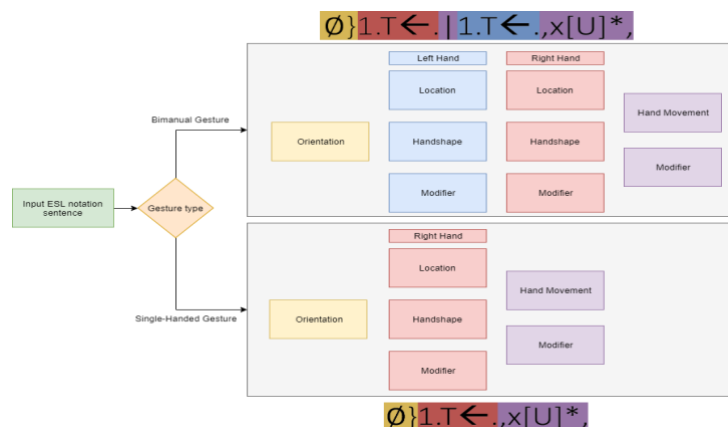 Ø}1.T←.|1.T←.,x[U]*,
Left Hand
Right Hand
Location
Location
Hand Movement
Bimanual Gesture
Orientation
Handshape
Handshape
Modifier
Modifier
Modifier
Input ESL notation
sentence
Gesture type
Right Hand
Location
Hand Movement
Single-Handed Gesture
Orientation
Handshape
Modifier
Modifier
Ø}1.T←.,x[U]*,